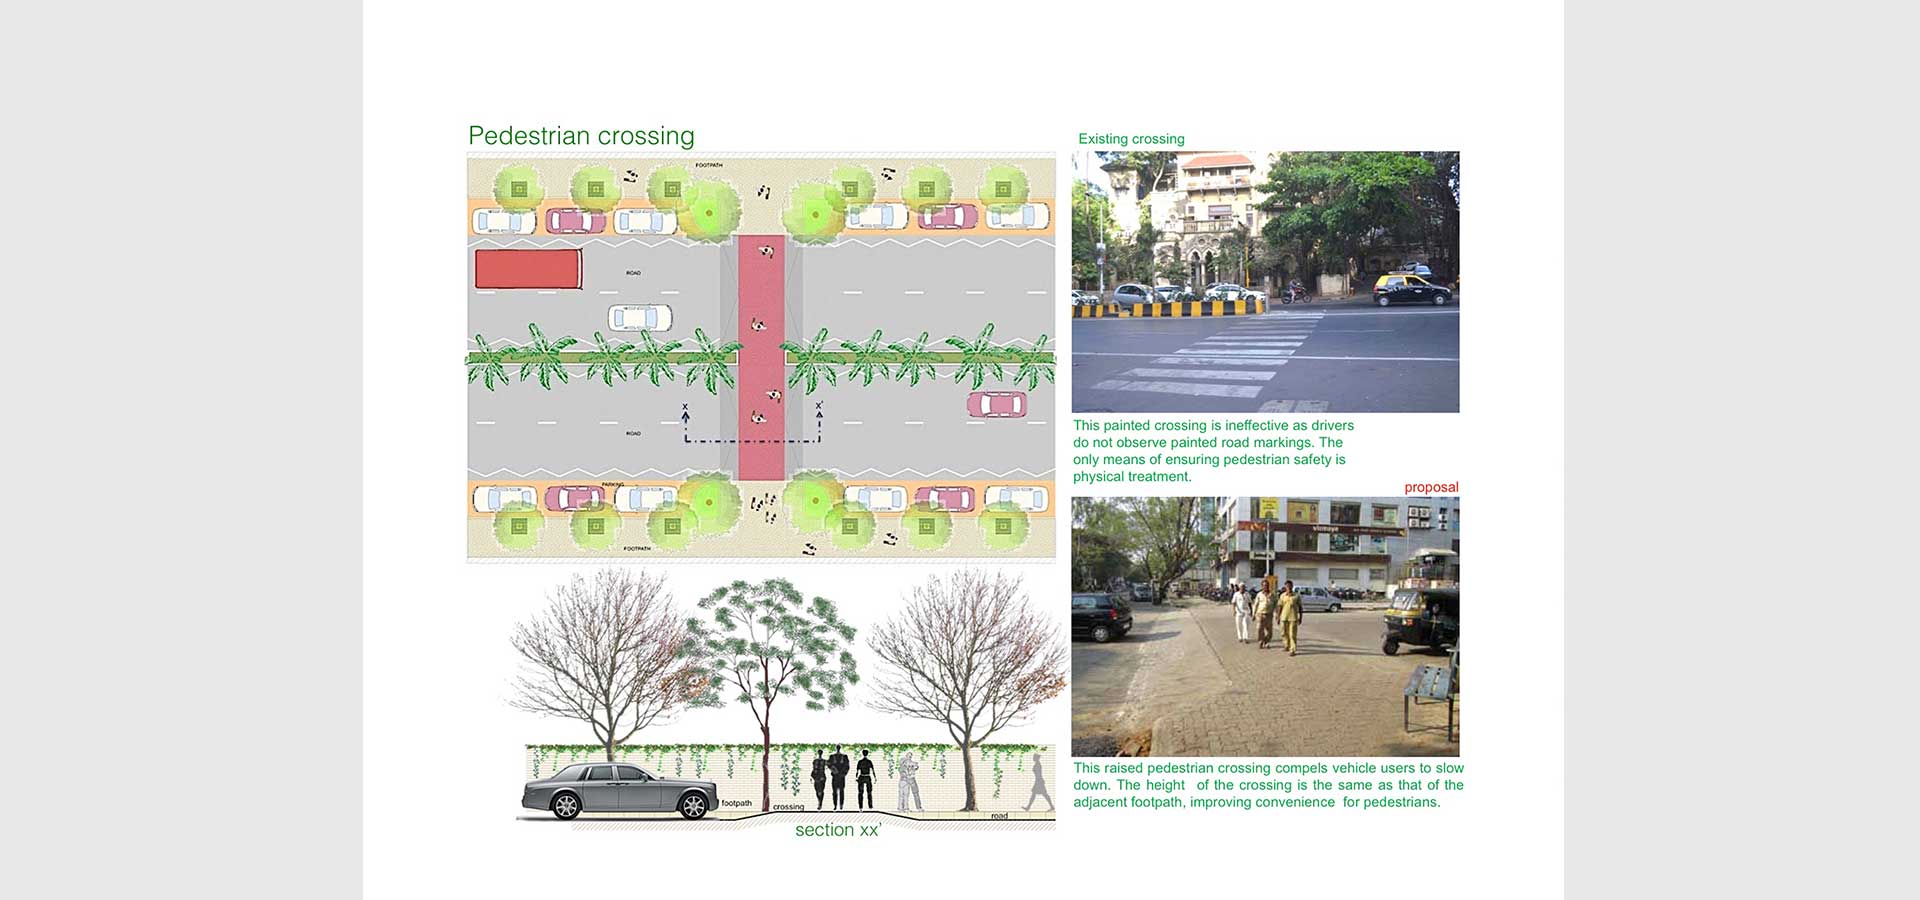 Pedestrian crossing
FOOTPATH
ROAD
X
X'
ROAD
PARKING
FOOTPATH
footpath
crossing
road
section xx'
Existing crossing
This painted crossing is ineffective as drivers
do not observe painted road markings. The
only means of ensuring pedestrian safety is
physical treatment.
proposal
This raised pedestrian crossing compels vehicle users to slow
down. The height of the crossing is the same as that of the
adjacent footpath, improving convenience for pedestrians.